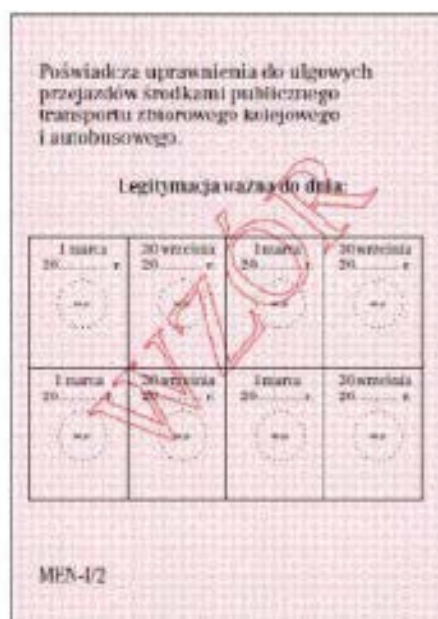 Poświadcza uprawnienia do ulgowych
przejazdów środkami publicznego
transportu zbiorowego kolejowego
i autobusowego.
Legitymacja ważna do dnia:
1 marca 30 września 1 marca 30 września
20.......... r. 20.......... r. 20.......... r. 20.......... r.
m.p. m.p. m.p. m.p.
1 marca 30 września 1 marca 30 września
20.......... r. 20.......... r. 20.......... r. 20.......... r.
m.p. m.p. m.p. m.p.
WZÓR
MEN-I/2